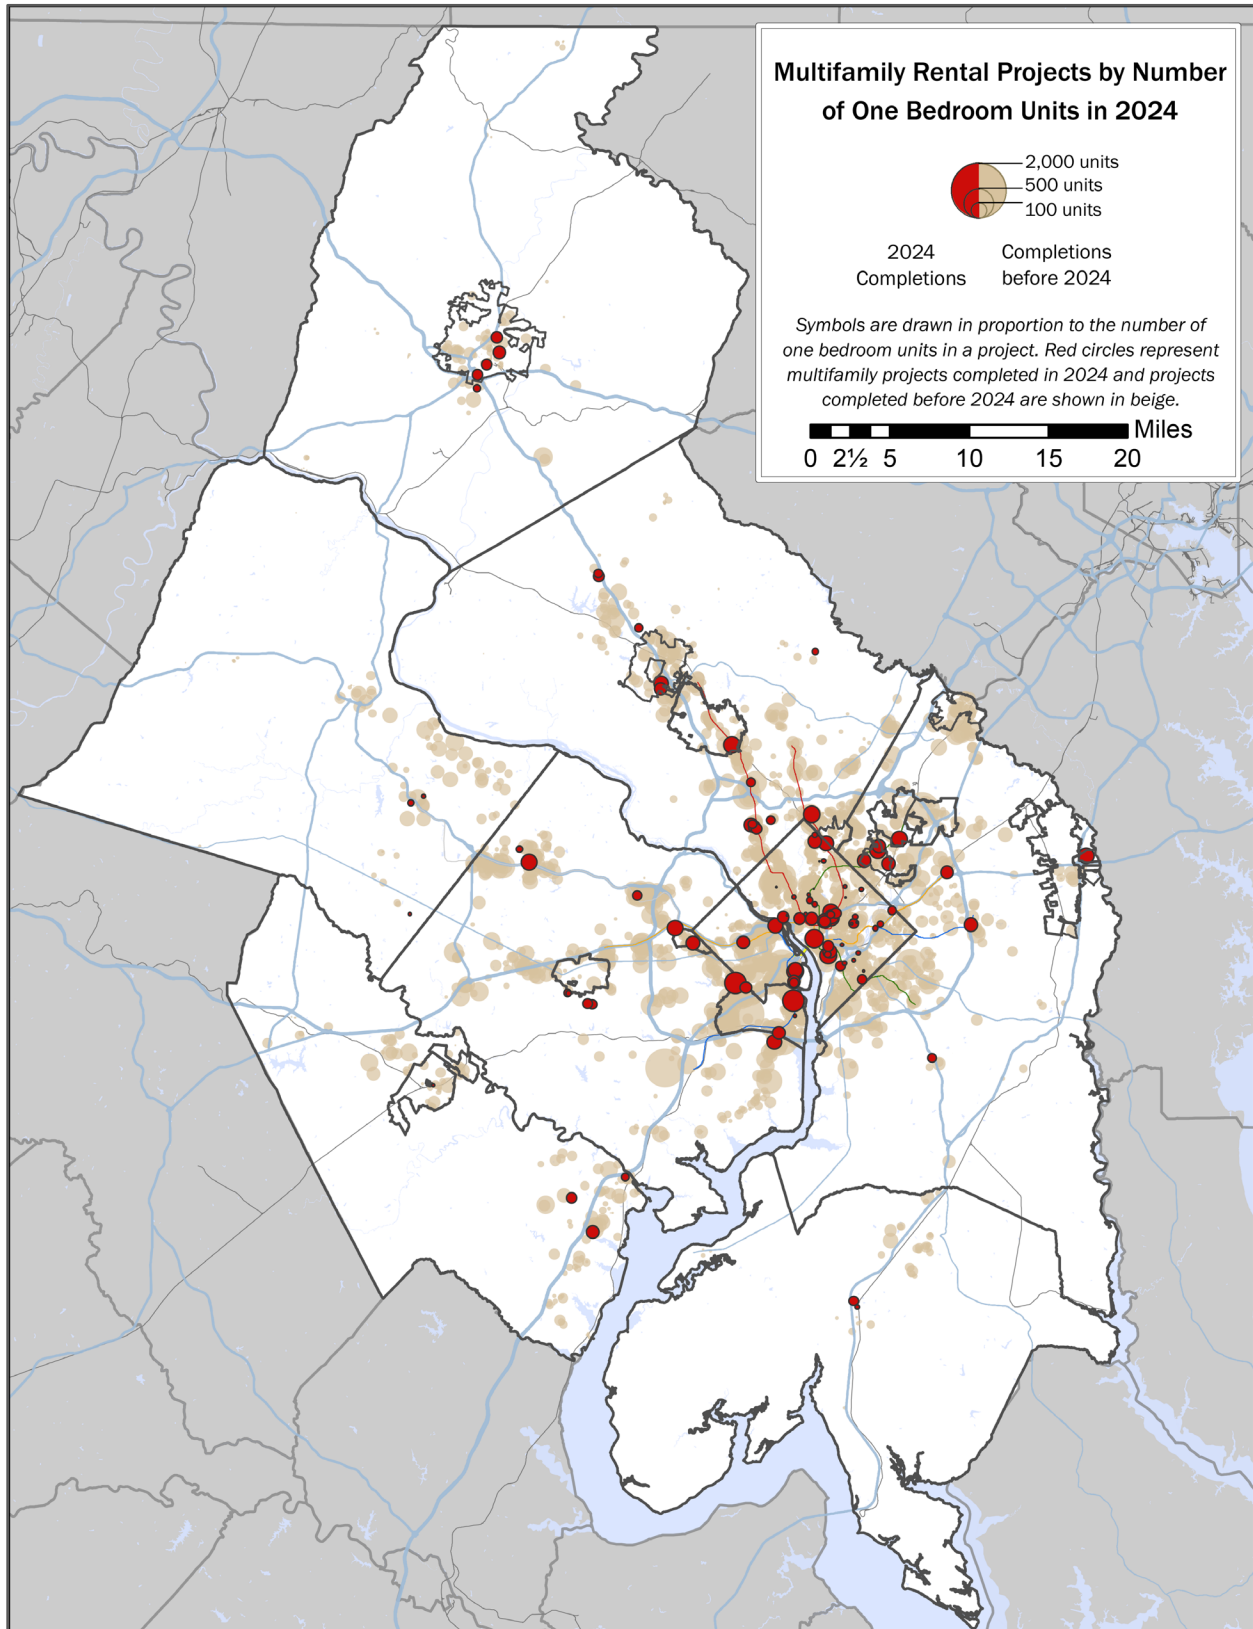 Multifamily Rental Projects by Number
of One Bedroom Units in 2024
2,000 units
500 units
100 units
2024
Completions
Completions
before 2024
Symbols are drawn in proportion to the number of
one bedroom units in a project. Red circles represent
multifamily projects completed in 2024 and projects
completed before 2024 are shown in beige.
Miles
0 2½ 5 10 15 20